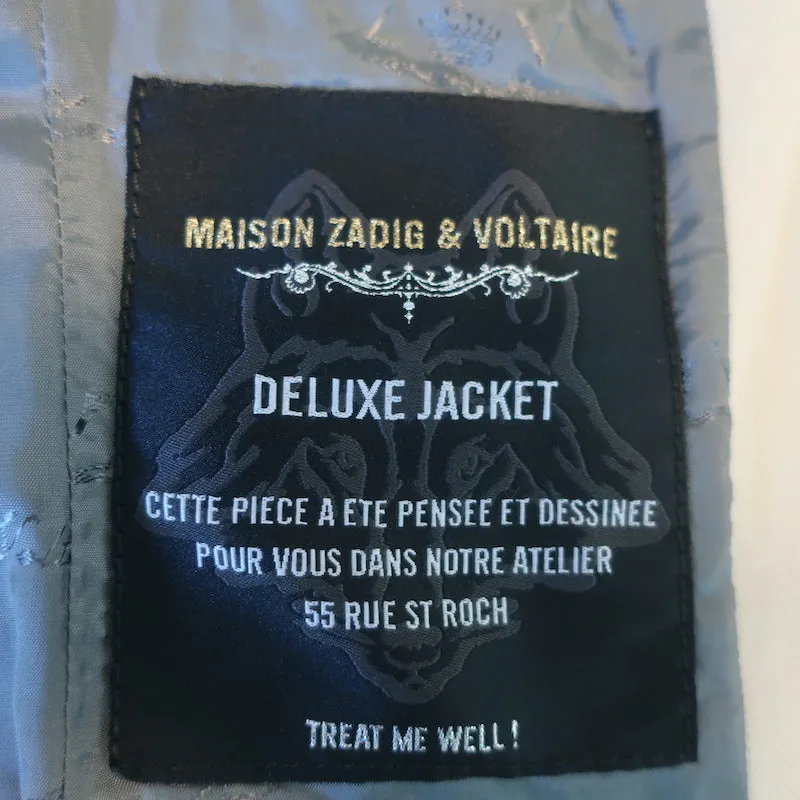 MAISON ZADIG & VOLTAIRE
DELUXE JACKET
CETTE PIECE A ETE PENSEE ET DESSINEE
POUR VOUS DANS NOTRE ATELIER
55 RUE ST ROCH
TREAT ME WELL!